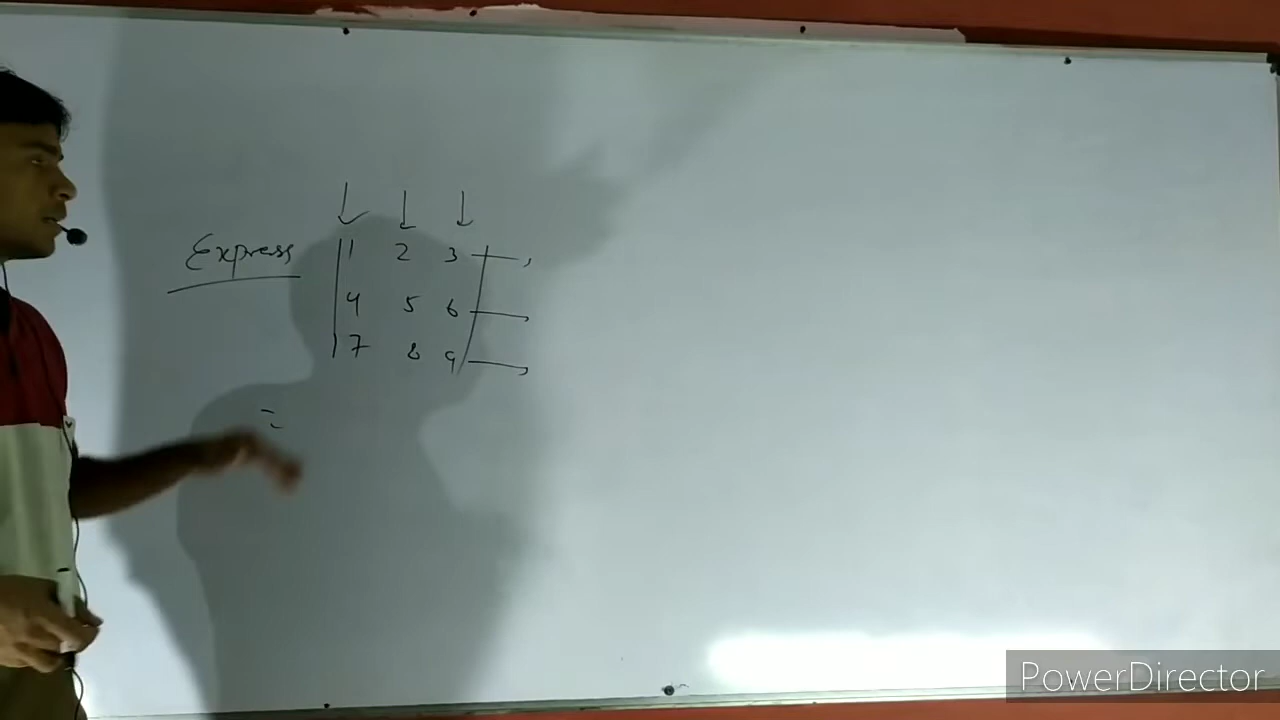 Express | 1 2 3 |
4 5 6
| 7 8 9 |
=
PowerDirector